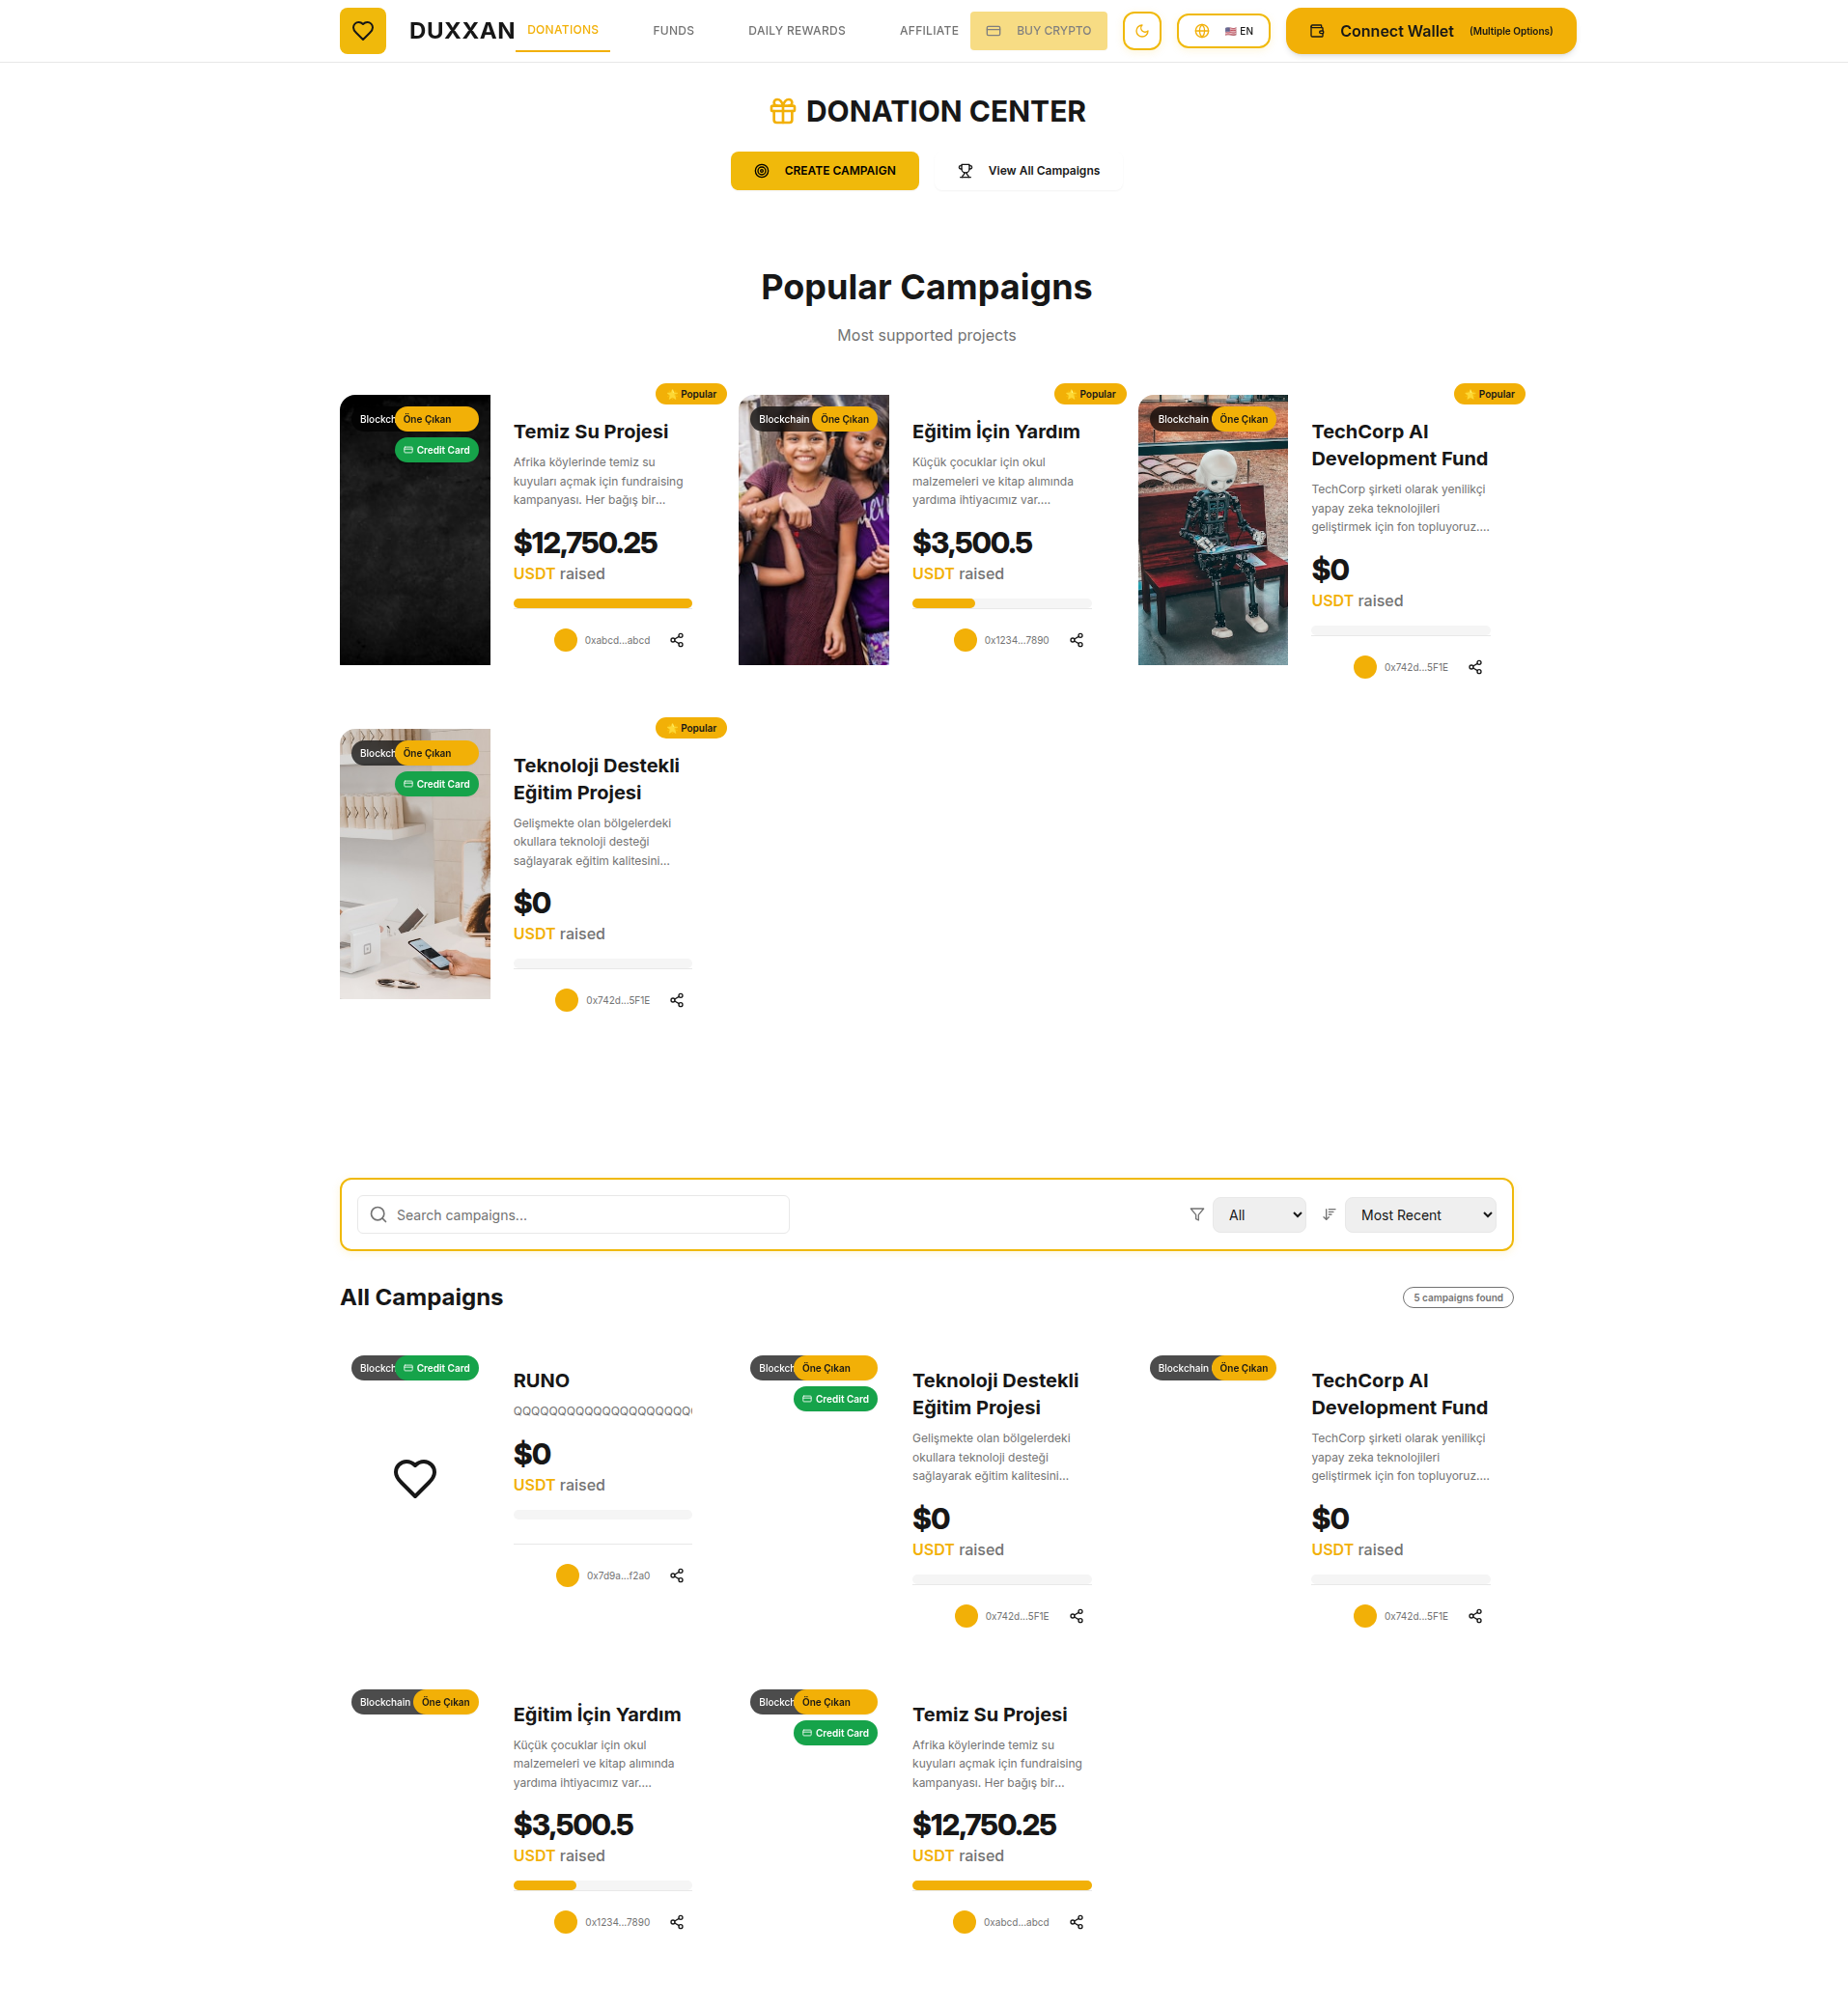 DUXXAN
DONATIONS
FUNDS
DAILY REWARDS
AFFILIATE
BUY CRYPTO
🇺🇸 EN
Connect Wallet (Multiple Options)
DONATION CENTER
CREATE CAMPAIGN
View All Campaigns
Popular Campaigns
Most supported projects
⭐ Popular
Öne Çıkan
Credit Card
Temiz Su Projesi
Afrika köylerinde temiz su
kuyuları açmak için fundraising
kampanyası. Her bağış bir...
$12,750.25
USDT raised
0xabcd...abcd
⭐ Popular
Blockchain
Öne Çıkan
Eğitim İçin Yardım
Küçük çocuklar için okul
malzemeleri ve kitap alımında
yardıma ihtiyacımız var....
$3,500.5
USDT raised
0x1234...7890
⭐ Popular
Blockchain
Öne Çıkan
TechCorp AI
Development Fund
TechCorp şirketi olarak yenilikçi
yapay zeka teknolojileri
geliştirmek için fon topluyoruz....
$0
USDT raised
0x742d...5F1E
⭐ Popular
Öne Çıkan
Credit Card
Teknoloji Destekli
Eğitim Projesi
Gelişmekte olan bölgelerdeki
okullara teknoloji desteği
sağlayarak eğitim kalitesini...
$0
USDT raised
0x742d...5F1E
Search campaigns...
All
Most Recent
All Campaigns
5 campaigns found
Credit Card
RUNO
$0
USDT raised
0x7d9a...f2a0
Öne Çıkan
Credit Card
Teknoloji Destekli
Eğitim Projesi
Gelişmekte olan bölgelerdeki
okullara teknoloji desteği
sağlayarak eğitim kalitesini...
$0
USDT raised
0x742d...5F1E
Blockchain
Öne Çıkan
TechCorp AI
Development Fund
TechCorp şirketi olarak yenilikçi
yapay zeka teknolojileri
geliştirmek için fon topluyoruz....
$0
USDT raised
0x742d...5F1E
Blockchain
Öne Çıkan
Eğitim İçin Yardım
Küçük çocuklar için okul
malzemeleri ve kitap alımında
yardıma ihtiyacımız var....
$3,500.5
USDT raised
0x1234...7890
Öne Çıkan
Credit Card
Temiz Su Projesi
Afrika köylerinde temiz su
kuyuları açmak için fundraising
kampanyası. Her bağış bir...
$12,750.25
USDT raised
0xabcd...abcd